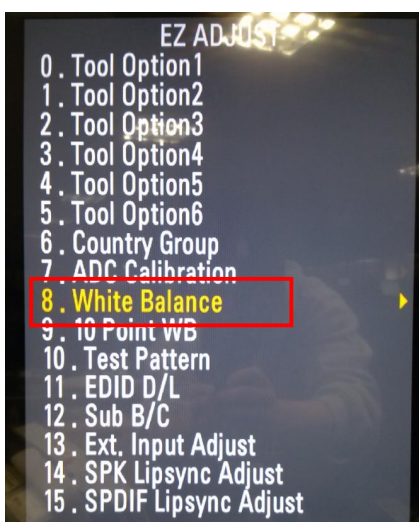 EZ ADJUST
0 . Tool Option1
1 . Tool Option2
2 . Tool Option3
3 . Tool Option4
4 . Tool Option5
5 . Tool Option6
6 . Country Group
7 . ADC Calibration
8 . White Balance
9 . 10 Point WB
10 . Test Pattern
11 . EDID D/L
12 . Sub B/C
13 . Ext. Input Adjust
14 . SPK Lipsync Adjust
15 . SPDIF Lipsync Adjust